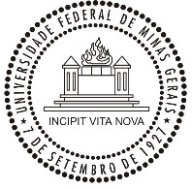 UNIVERSIDADE FEDERAL DE MINAS GERAIS
INCIPIT VITA NOVA
7 DE SETEMBRO DE 1927